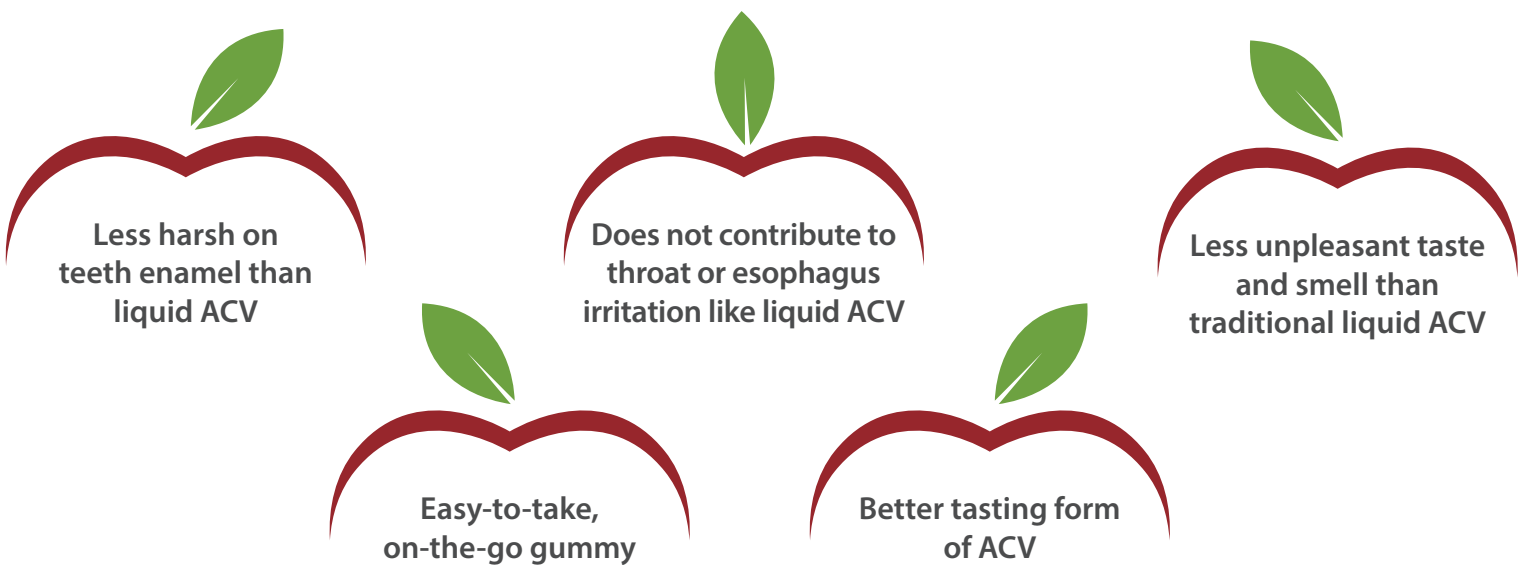 Less harsh on
teeth enamel than
liquid ACV
Does not contribute to
throat or esophagus
irritation like liquid ACV
Less unpleasant taste
and smell than
traditional liquid ACV
Easy-to-take,
on-the-go gummy
Better tasting form
of ACV